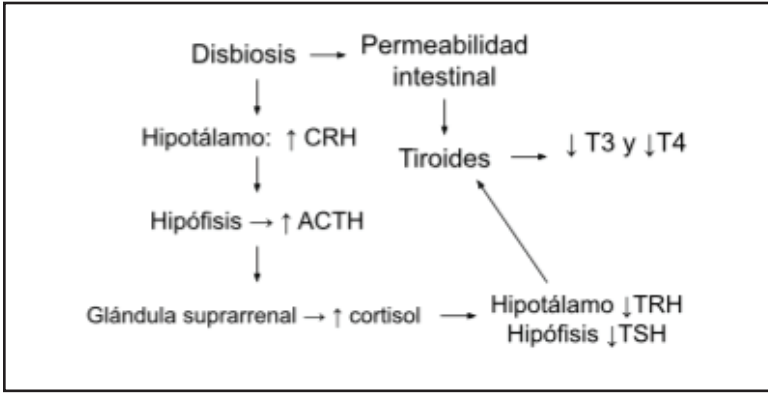 Disbiosis → Permeabilidad
intestinal
Hipotálamo: ↑ CRH
Tiroides → ↓ T3 y ↓T4
Hipófisis → ↑ ACTH
Glándula suprarrenal → ↑ cortisol → Hipotálamo ↓TRH
Hipófisis ↓TSH